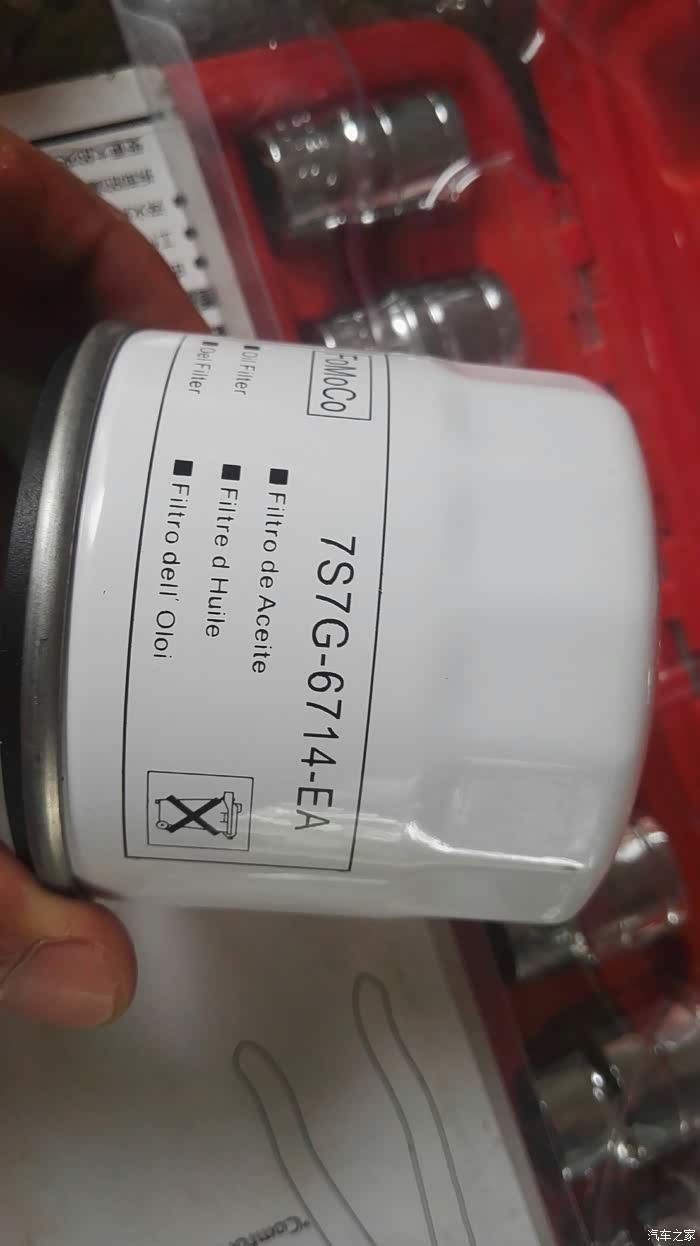 FoMoCo
7S7G-6714-EA
Oil Filter
Oel Filter
Filtro de Aceite
Filtre d Huile
Filtro dell' Oloi
"Comfor
汽车之家